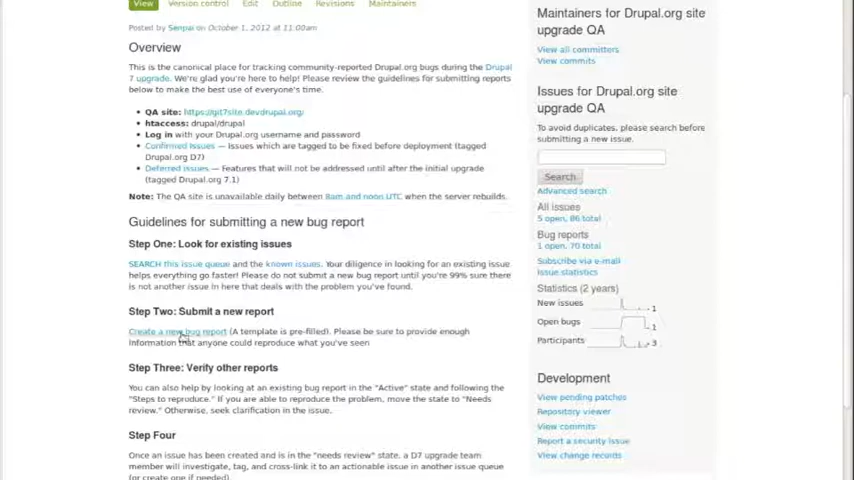 View Version control Edit Outline Revisions Maintainers
Posted by Senpai on October 1, 2012 at 11:00am
Overview
This is the canonical place for tracking community-reported Drupal.org bugs during the Drupal
7 upgrade. We're glad you're here to help! Please review the guidelines for submitting reports
below to make the best use of everyone's time.
• QA site: https://git7site.devdrupal.org/
• htaccess: drupal/drupal
• Log in with your Drupal.org username and password
• Confirmed issues — Issues which are tagged to be fixed before deployment (tagged
Drupal.org D7)
• Deferred issues — Features that will not be addressed until after the initial upgrade
(tagged Drupal.org 7.1)
Note: The QA site is unavailable daily between 8am and noon UTC when the server rebuilds.
Guidelines for submitting a new bug report
Step One: Look for existing issues
SEARCH this issue queue and the known issues. Your diligence in looking for an existing issue
helps everything go faster! Please do not submit a new bug report until you're 99% sure there
is not another issue in here that deals with the problem you've found.
Step Two: Submit a new report
Create a new bug report (A template is pre-filled). Please be sure to provide enough
information that anyone could reproduce what you've seen
Step Three: Verify other reports
You can also help by looking at an existing bug report in the "Active" state and following the
"Steps to reproduce." If you are able to reproduce the problem, move the state to "Needs
review." Otherwise, seek clarification in the issue.
Step Four
Once an issue has been created and is in the "needs review" state, a D7 upgrade team
member will investigate, tag, and cross-link it to an actionable issue in another issue queue
(or create one if needed).
Maintainers for Drupal.org site
upgrade QA
View all committers
View commits
Issues for Drupal.org site
upgrade QA
To avoid duplicates, please search before
submitting a new issue.
Search
Advanced search
All issues
5 open, 86 total
Bug reports
1 open, 70 total
Subscribe via e-mail
Issue statistics
Statistics (2 years)
New issues 1
Open bugs 1
Participants 3
Development
View pending patches
Repository viewer
View commits
Report a security issue
View change records